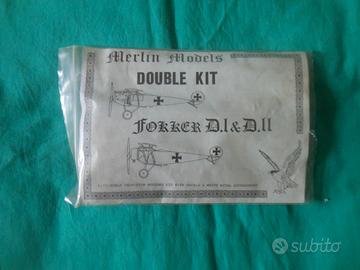 Merlin Models
DOUBLE KIT
FOKKER D.I & D.II
subito